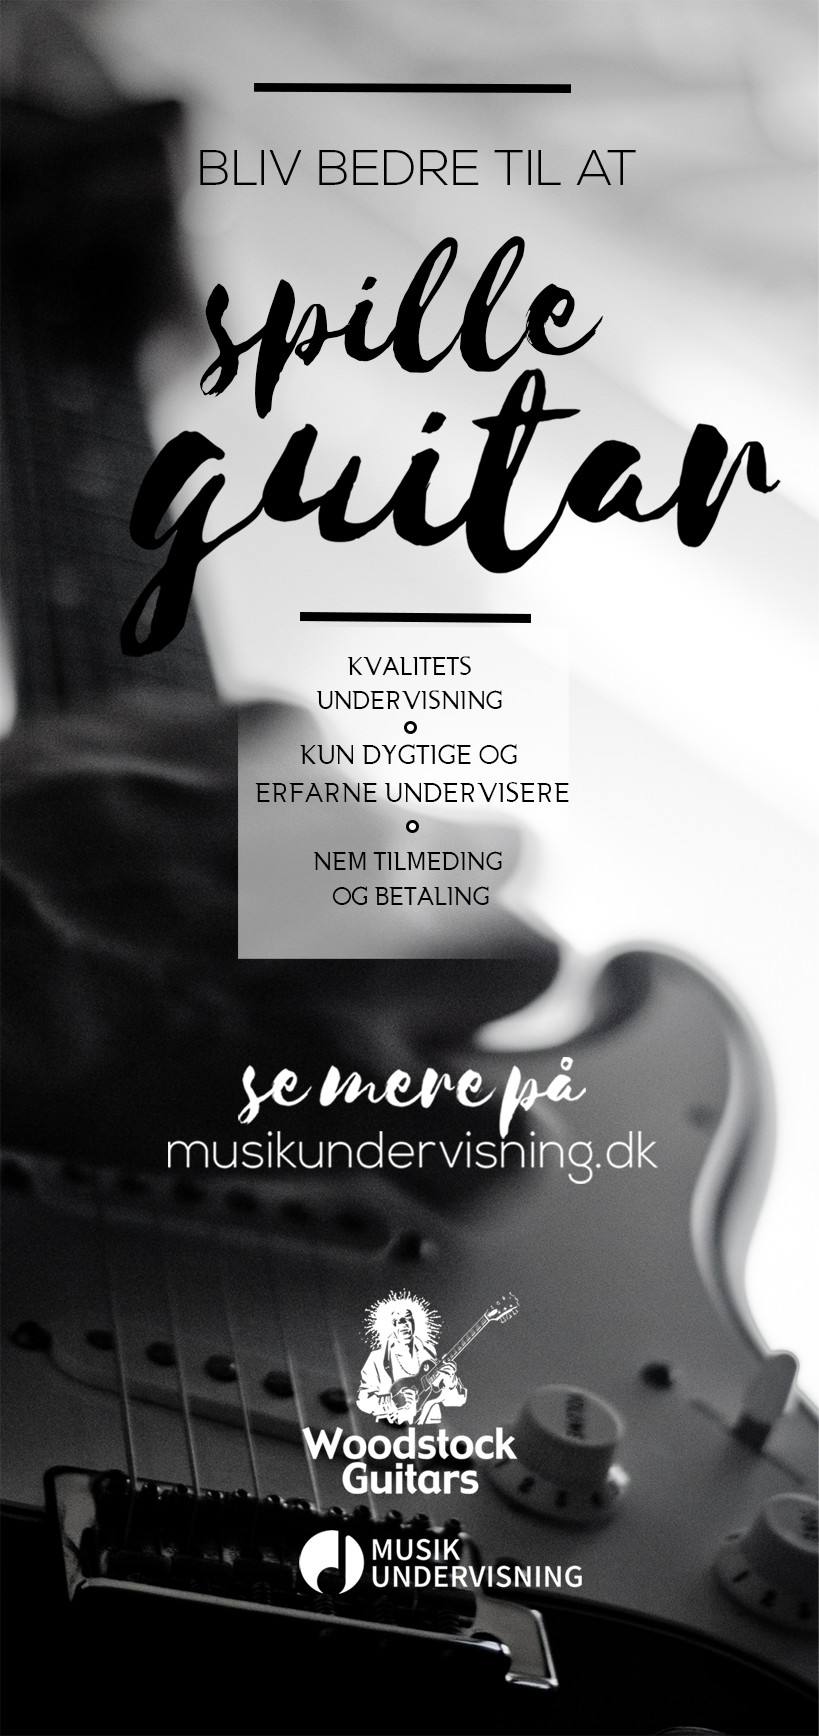 BLIV BEDRE TIL AT
spille
guitar
KVALITETS
UNDERVISNING
KUN DYGTIGE OG
ERFARNE UNDERVISERE
NEM TILMEDING
OG BETALING
se mere på
musikundervisning.dk
Woodstock
Guitars
VOLUME
MUSIK
UNDERVISNING